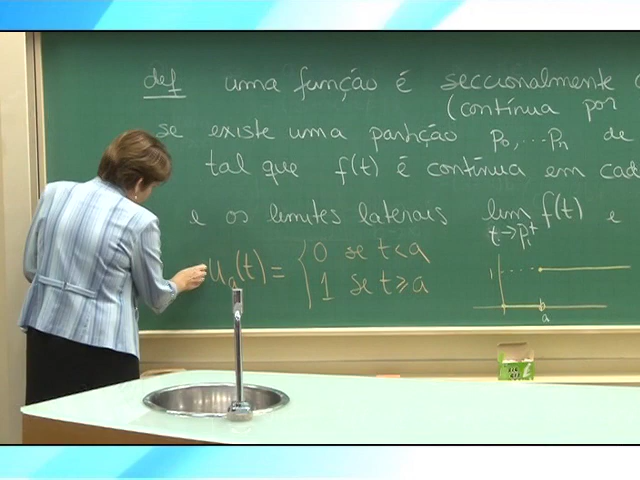 def uma função é seccionalmente
(contínua por
se existe uma partição p₀,...pₙ de
tal que f(t) é contínua em cad
e os limites laterais lim f(t) e
t→pᵢ⁺
uₐ(t) = { 0 se t<a
1 se t⩾a
1
a